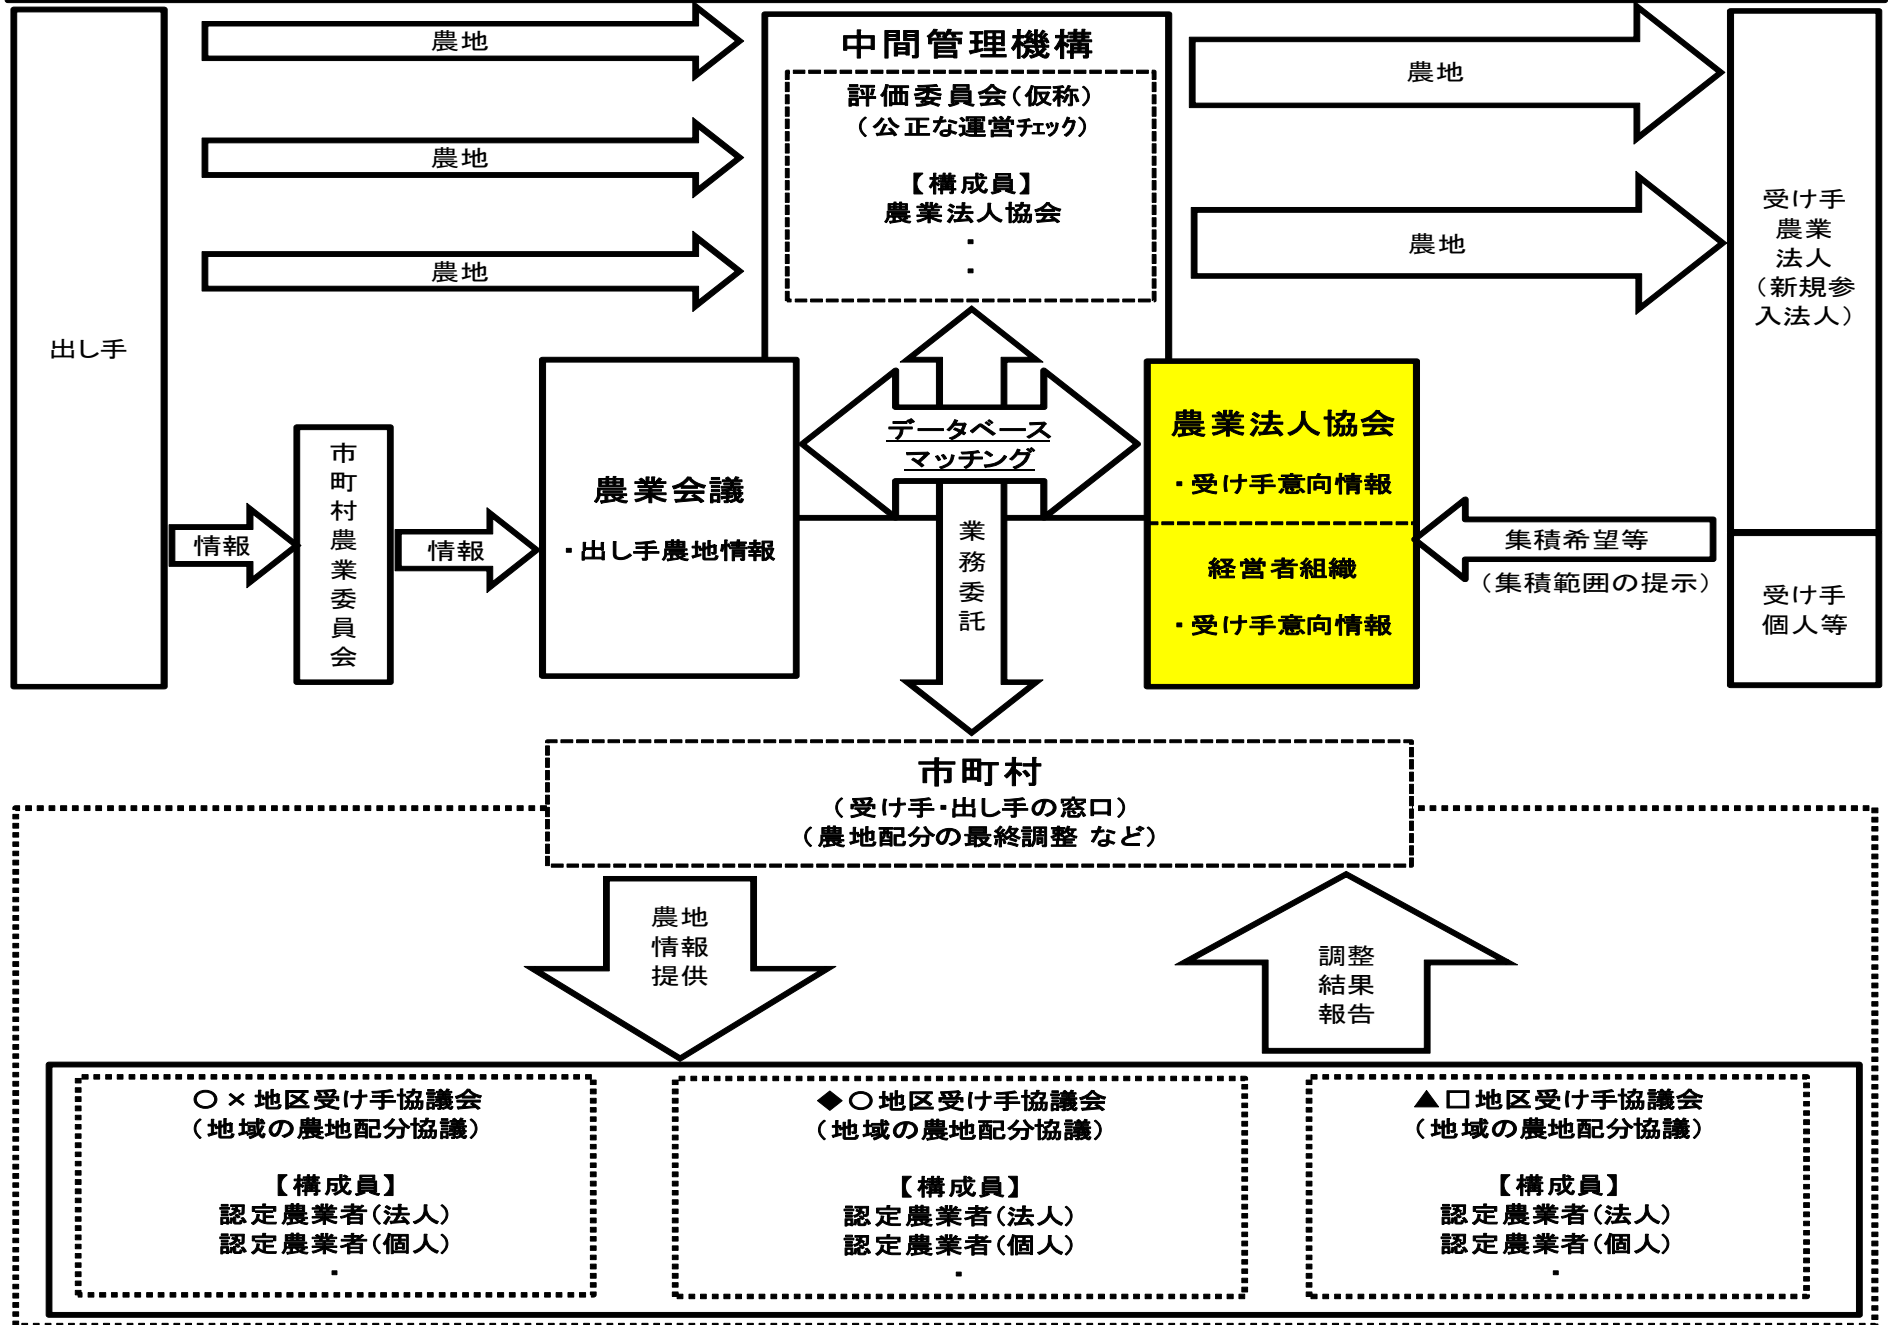 農地
農地
農地
中間管理機構
評価委員会(仮称)
(公正な運営ﾁｪｯｸ)
【構成員】
農業法人協会
・
・
農地
農地
出し手
受け手
農業
法人
(新規参
入法人)
受け手
個人等
情報
市
町
村
農
業
委
員
会
情報
農業会議
・出し手農地情報
データベース
マッチング
業
務
委
託
農業法人協会
・受け手意向情報
経営者組織
・受け手意向情報
集積希望等
(集積範囲の提示)
市町村
(受け手・出し手の窓口)
(農地配分の最終調整 など)
農地
情報
提供
調整
結果
報告
○×地区受け手協議会
(地域の農地配分協議)
【構成員】
認定農業者(法人)
認定農業者(個人)
・
◆○地区受け手協議会
(地域の農地配分協議)
【構成員】
認定農業者(法人)
認定農業者(個人)
・
▲□地区受け手協議会
(地域の農地配分協議)
【構成員】
認定農業者(法人)
認定農業者(個人)
・